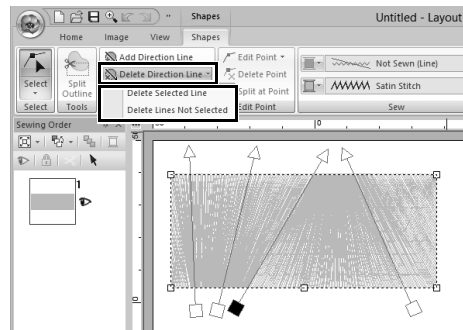 Shapes
Untitled - Layout
Home Image View Shapes
Select
Split Outline
Add Direction Line
Delete Direction Line
Delete Selected Line
Delete Lines Not Selected
Edit Point
Delete Point
Split at Point
Not Sewn (Line)
Satin Stitch
Select Tools Edit Point Sew
Sewing Order
0
1
0